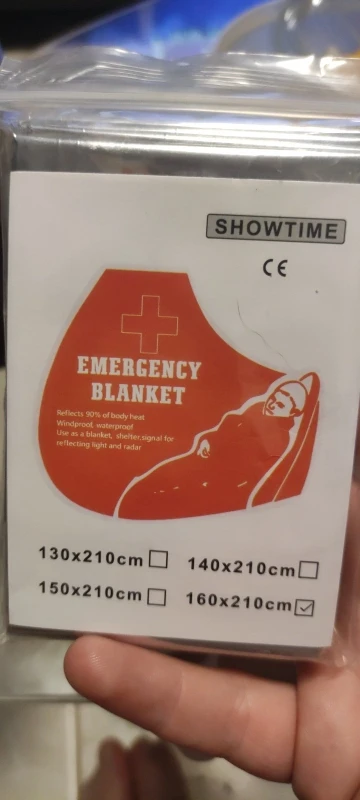 SHOWTIME
CE
EMERGENCY
BLANKET
Reflects 90% of body heat
Windproof, waterproof
Use as a blanket, shelter,signal for
reflecting light and radar
130x210cm 140x210cm
150x210cm 160x210cm